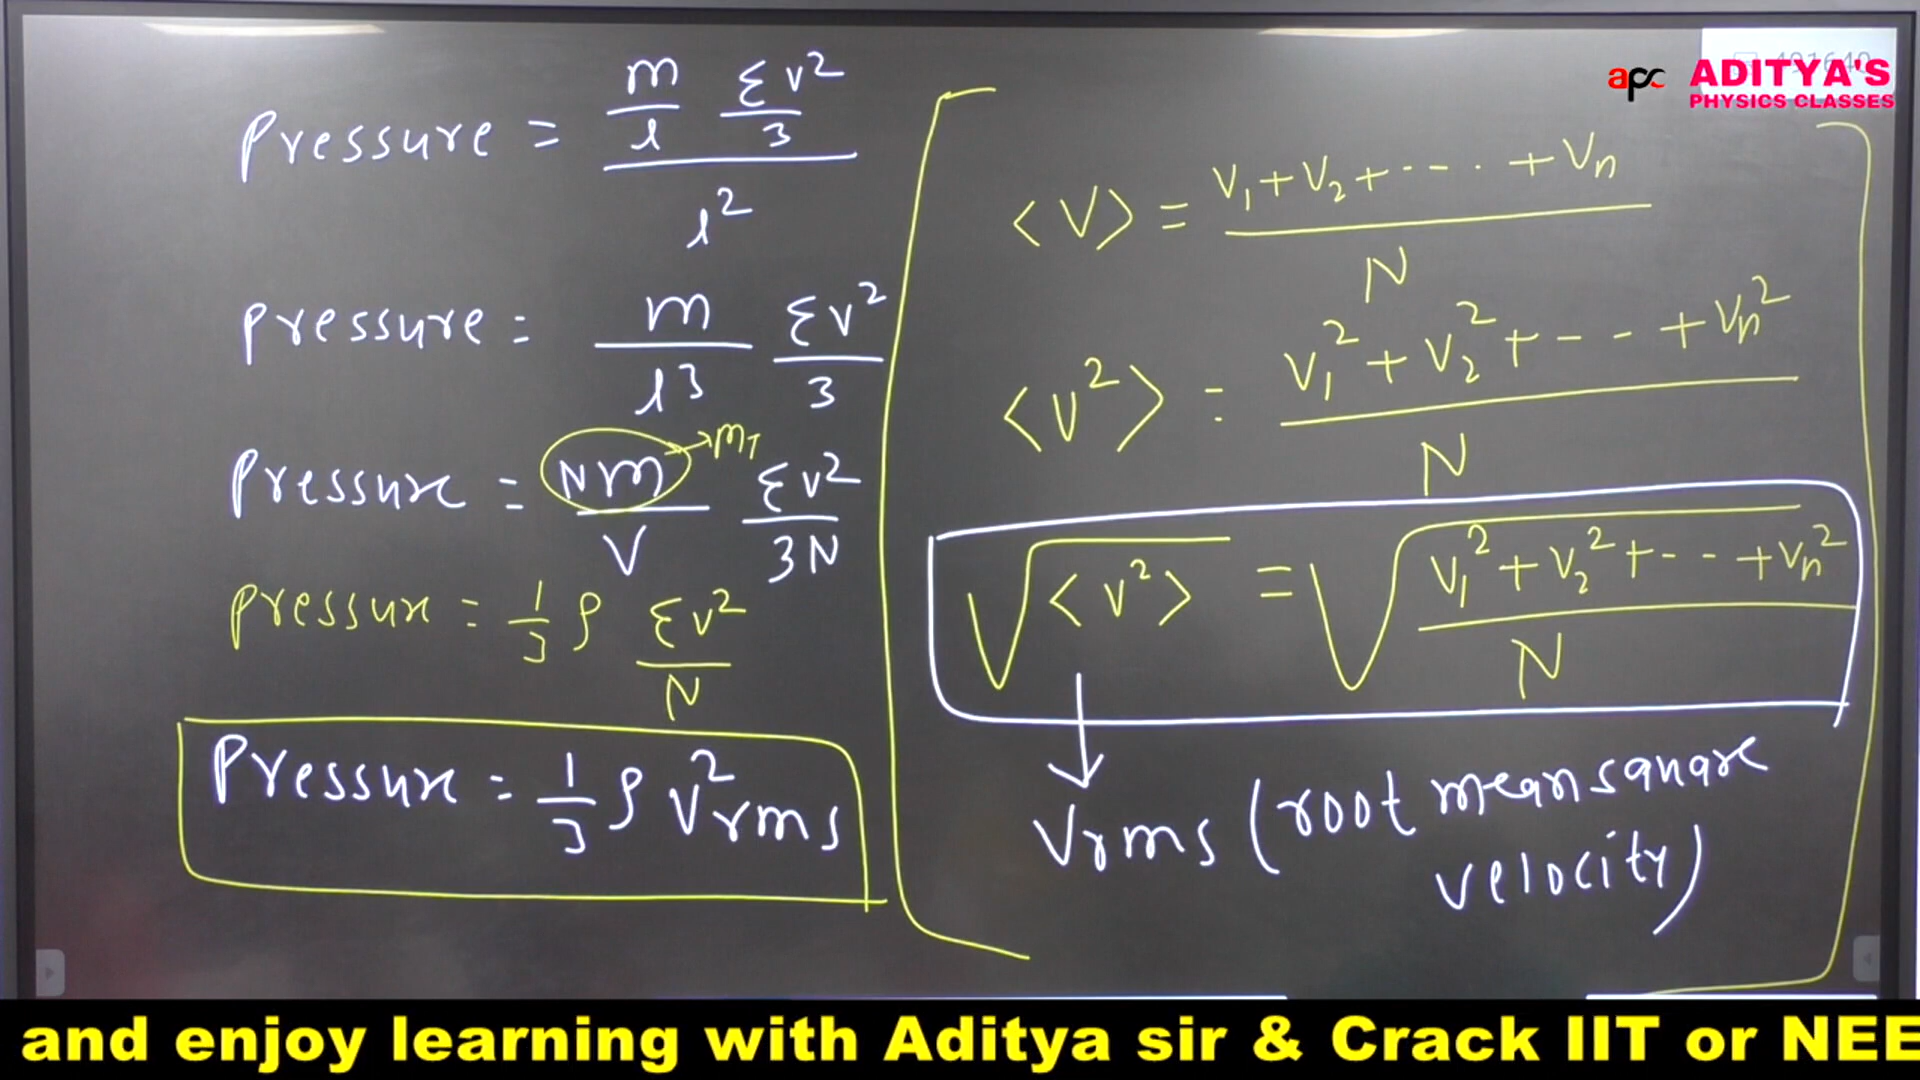 apc ADITYA'S
PHYSICS CLASSES
Pressure = m/l Σv²/3 / l²
Pressure = m/l³ Σv²/3
Pressure = Nm/V Σv²/3N → mT
Pressure = 1/3 ρ Σv²/N
Pressure = 1/3 ρ V²rms
<V> = V₁+V₂+---- +Vn / N
<V²> = V₁²+V₂²+----+Vn² / N
√<V²> = √V₁²+V₂²+----+Vn² / N
↓
Vrms (root mean square
velocity)
and enjoy learning with Aditya sir & Crack IIT or NEE